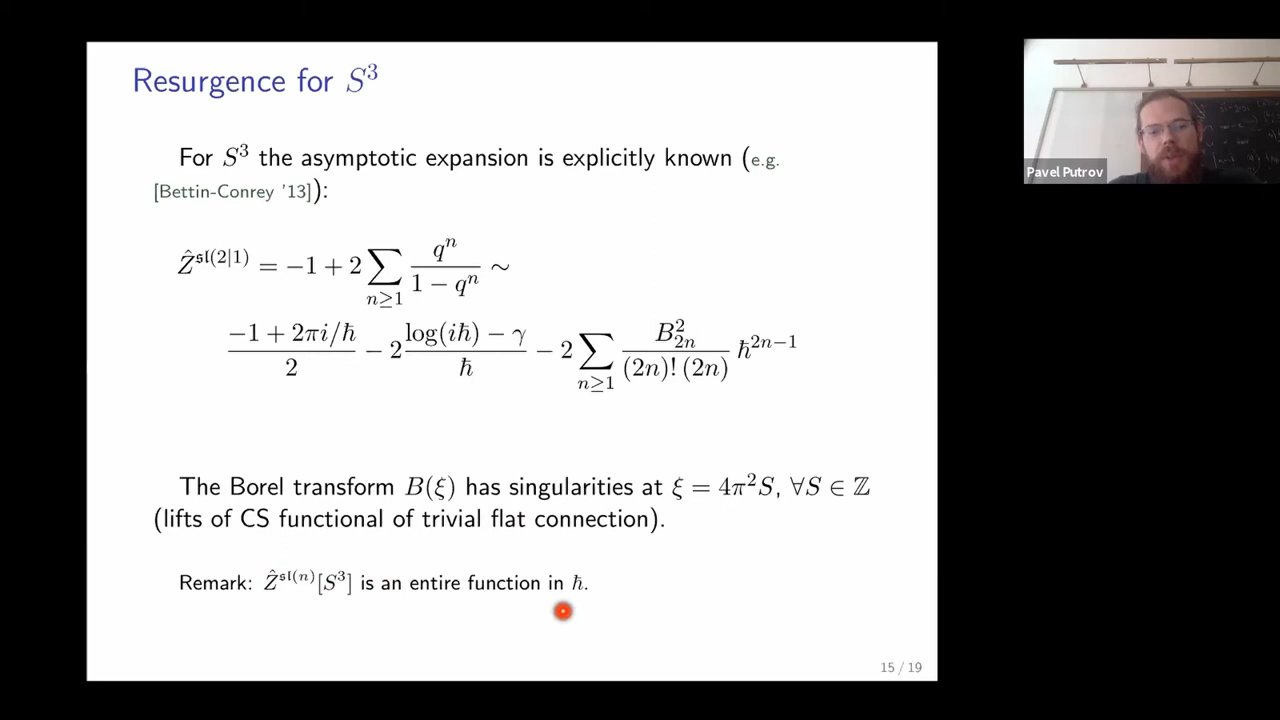 Resurgence for S³
For S³ the asymptotic expansion is explicitly known (e.g.
[Bettin-Conrey '13]):
Ẑ^{𝔰𝔩(2|1)} = −1 + 2 ∑_{n≥1} q^n / (1 − q^n) ∼
(−1 + 2πi/ħ) / 2 − 2 (log(iħ) − γ) / ħ − 2 ∑_{n≥1} B_{2n}^2 / ((2n)! (2n)) ħ^{2n−1}
The Borel transform B(ξ) has singularities at ξ = 4π²S, ∀S ∈ ℤ
(lifts of CS functional of trivial flat connection).
Remark: Ẑ^{𝔰𝔩(n)}[S³] is an entire function in ħ.
15 / 19
Pavel Putrov